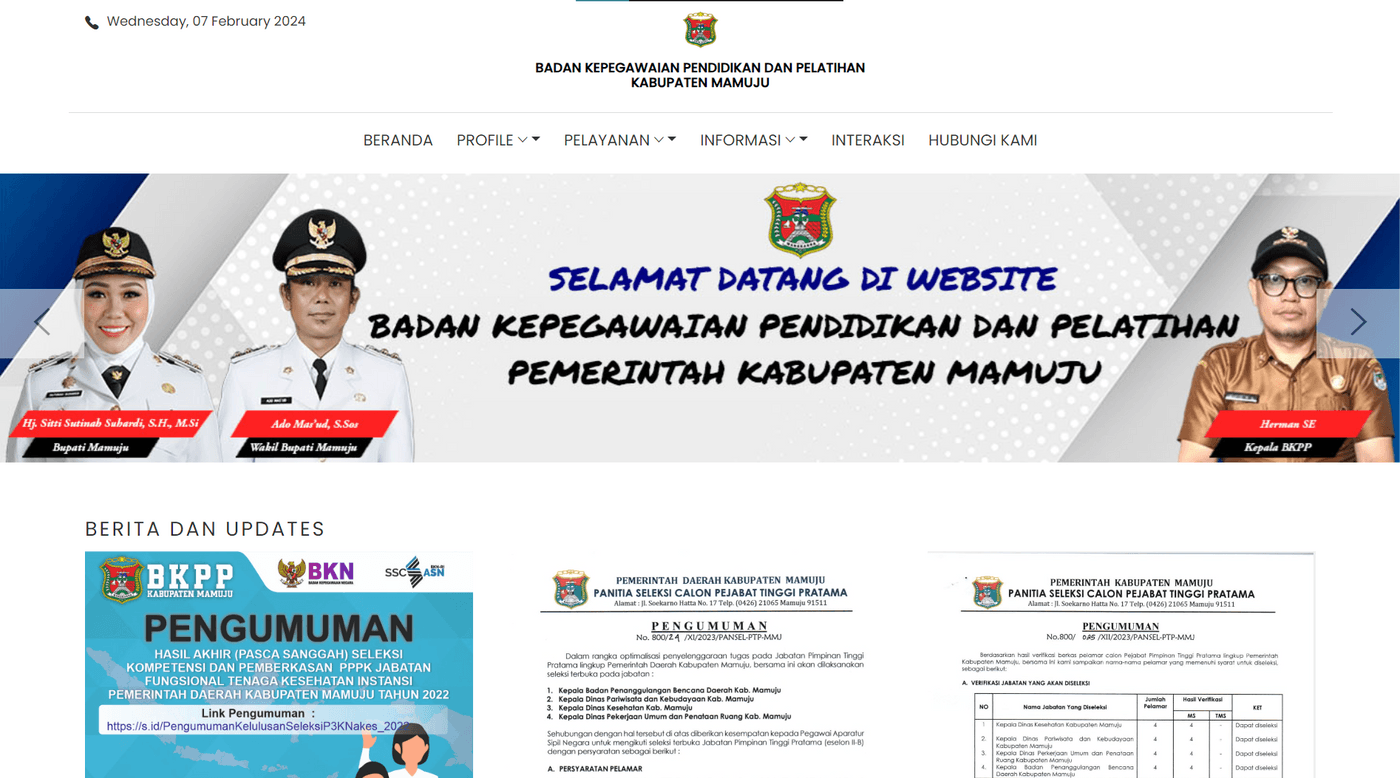 Wednesday, 07 February 2024
BADAN KEPEGAWAIAN PENDIDIKAN DAN PELATIHAN
KABUPATEN MAMUJU
BERANDA PROFILE PELAYANAN INFORMASI INTERAKSI HUBUNGI KAMI
SELAMAT DATANG DI WEBSITE
BADAN KEPEGAWAIAN PENDIDIKAN DAN PELATIHAN
PEMERINTAH KABUPATEN MAMUJU
Hj. Sitti Sutinah Suhardi, S.H., M.Si
Bupati Mamuju
Ado Mas'ud, S.Sos
Wakil Bupati Mamuju
Herman SE
Kepala BKPP
BERITA DAN UPDATES
BKPP
KABUPATEN MAMUJU
BKN
BADAN KEPEGAWAIAN NEGARA
SSC ASN
PENGUMUMAN
HASIL AKHIR (PASCA SANGGAH) SELEKSI
KOMPETENSI DAN PEMBERKASAN PPPK JABATAN
FUNGSIONAL TENAGA KESEHATAN INSTANSI
PEMERINTAH DAERAH KABUPATEN MAMUJU TAHUN 2022
Link Pengumuman :
https://s.id/PengumumanKelulusanSeleksiP3KNakes_2022
PEMERINTAH DAERAH KABUPATEN MAMUJU
PANITIA SELEKSI CALON PEJABAT TINGGI PRATAMA
Alamat : Jl. Soekarno Hatta No. 17 Telp. (0426) 21065 Mamuju 91511
PENGUMUMAN
No. 800/29 /XI/2023/PANSEL-PTP-MMJ
Dalam rangka optimalisasi penyelenggaraan tugas pada Jabatan Pimpinan Tinggi
Pratama lingkup Pemerintah Daerah Kabupaten Mamuju, bersama ini akan dilaksanakan
seleksi terbuka pada jabatan :
1. Kepala Badan Penanggulangan Bencana Daerah Kab. Mamuju
2. Kepala Dinas Pariwisata dan Kebudayaan Kab. Mamuju
3. Kepala Dinas Kesehatan Kab. Mamuju
4. Kepala Dinas Pekerjaan Umum dan Penataan Ruang Kab. Mamuju
Sehubungan dengan hal tersebut di atas diberikan kesempatan kepada Pegawai Aparatur
Sipil Negara untuk mengikuti seleksi terbuka Jabatan Pimpinan Tinggi Pratama (eselon II-B)
dengan persyaratan sebagai berikut :
A. PERSYARATAN PELAMAR
PEMERINTAH KABUPATEN MAMUJU
PANITIA SELEKSI CALON PEJABAT TINGGI PRATAMA
Alamat : Jl. Soekarno Hatta No. 17 Telp. (0426) 21065 Mamuju 91511
PENGUMUMAN
No.800/ 025 /XII/2023/PANSEL-PTP-MMJ
Berdasarkan hasil verifikasi berkas pelamar calon Pejabat Pimpinan Tinggi Pratama lingkup Pemerintah
Kabupaten Mamuju, bersama ini kami sampaikan nama-nama pelamar yang memenuhi syarat untuk diseleksi,
sebagai berikut:
A. VERIFIKASI JABATAN YANG AKAN DISELEKSI
NO Nama Jabatan Yang Diseleksi Jumlah Pelamar Hasil Verifikasi KET
MS TMS
1 Kepala Dinas Kesehatan Kabupaten Mamuju 4 4 - Dapat diseleksi
2. Kepala Dinas Pariwisata dan Kebudayaan Kabupaten Mamuju 4 4 - Dapat diseleksi
3. Kepala Dinas Perkerjaan Umum dan Penataan Ruang Kabupaten Mamuju 4 4 - Dapat diseleksi
4. Kepala Badan Penanggulangan Bencana Daerah Kabupaten Mamuju 4 4 - Dapat diseleksi